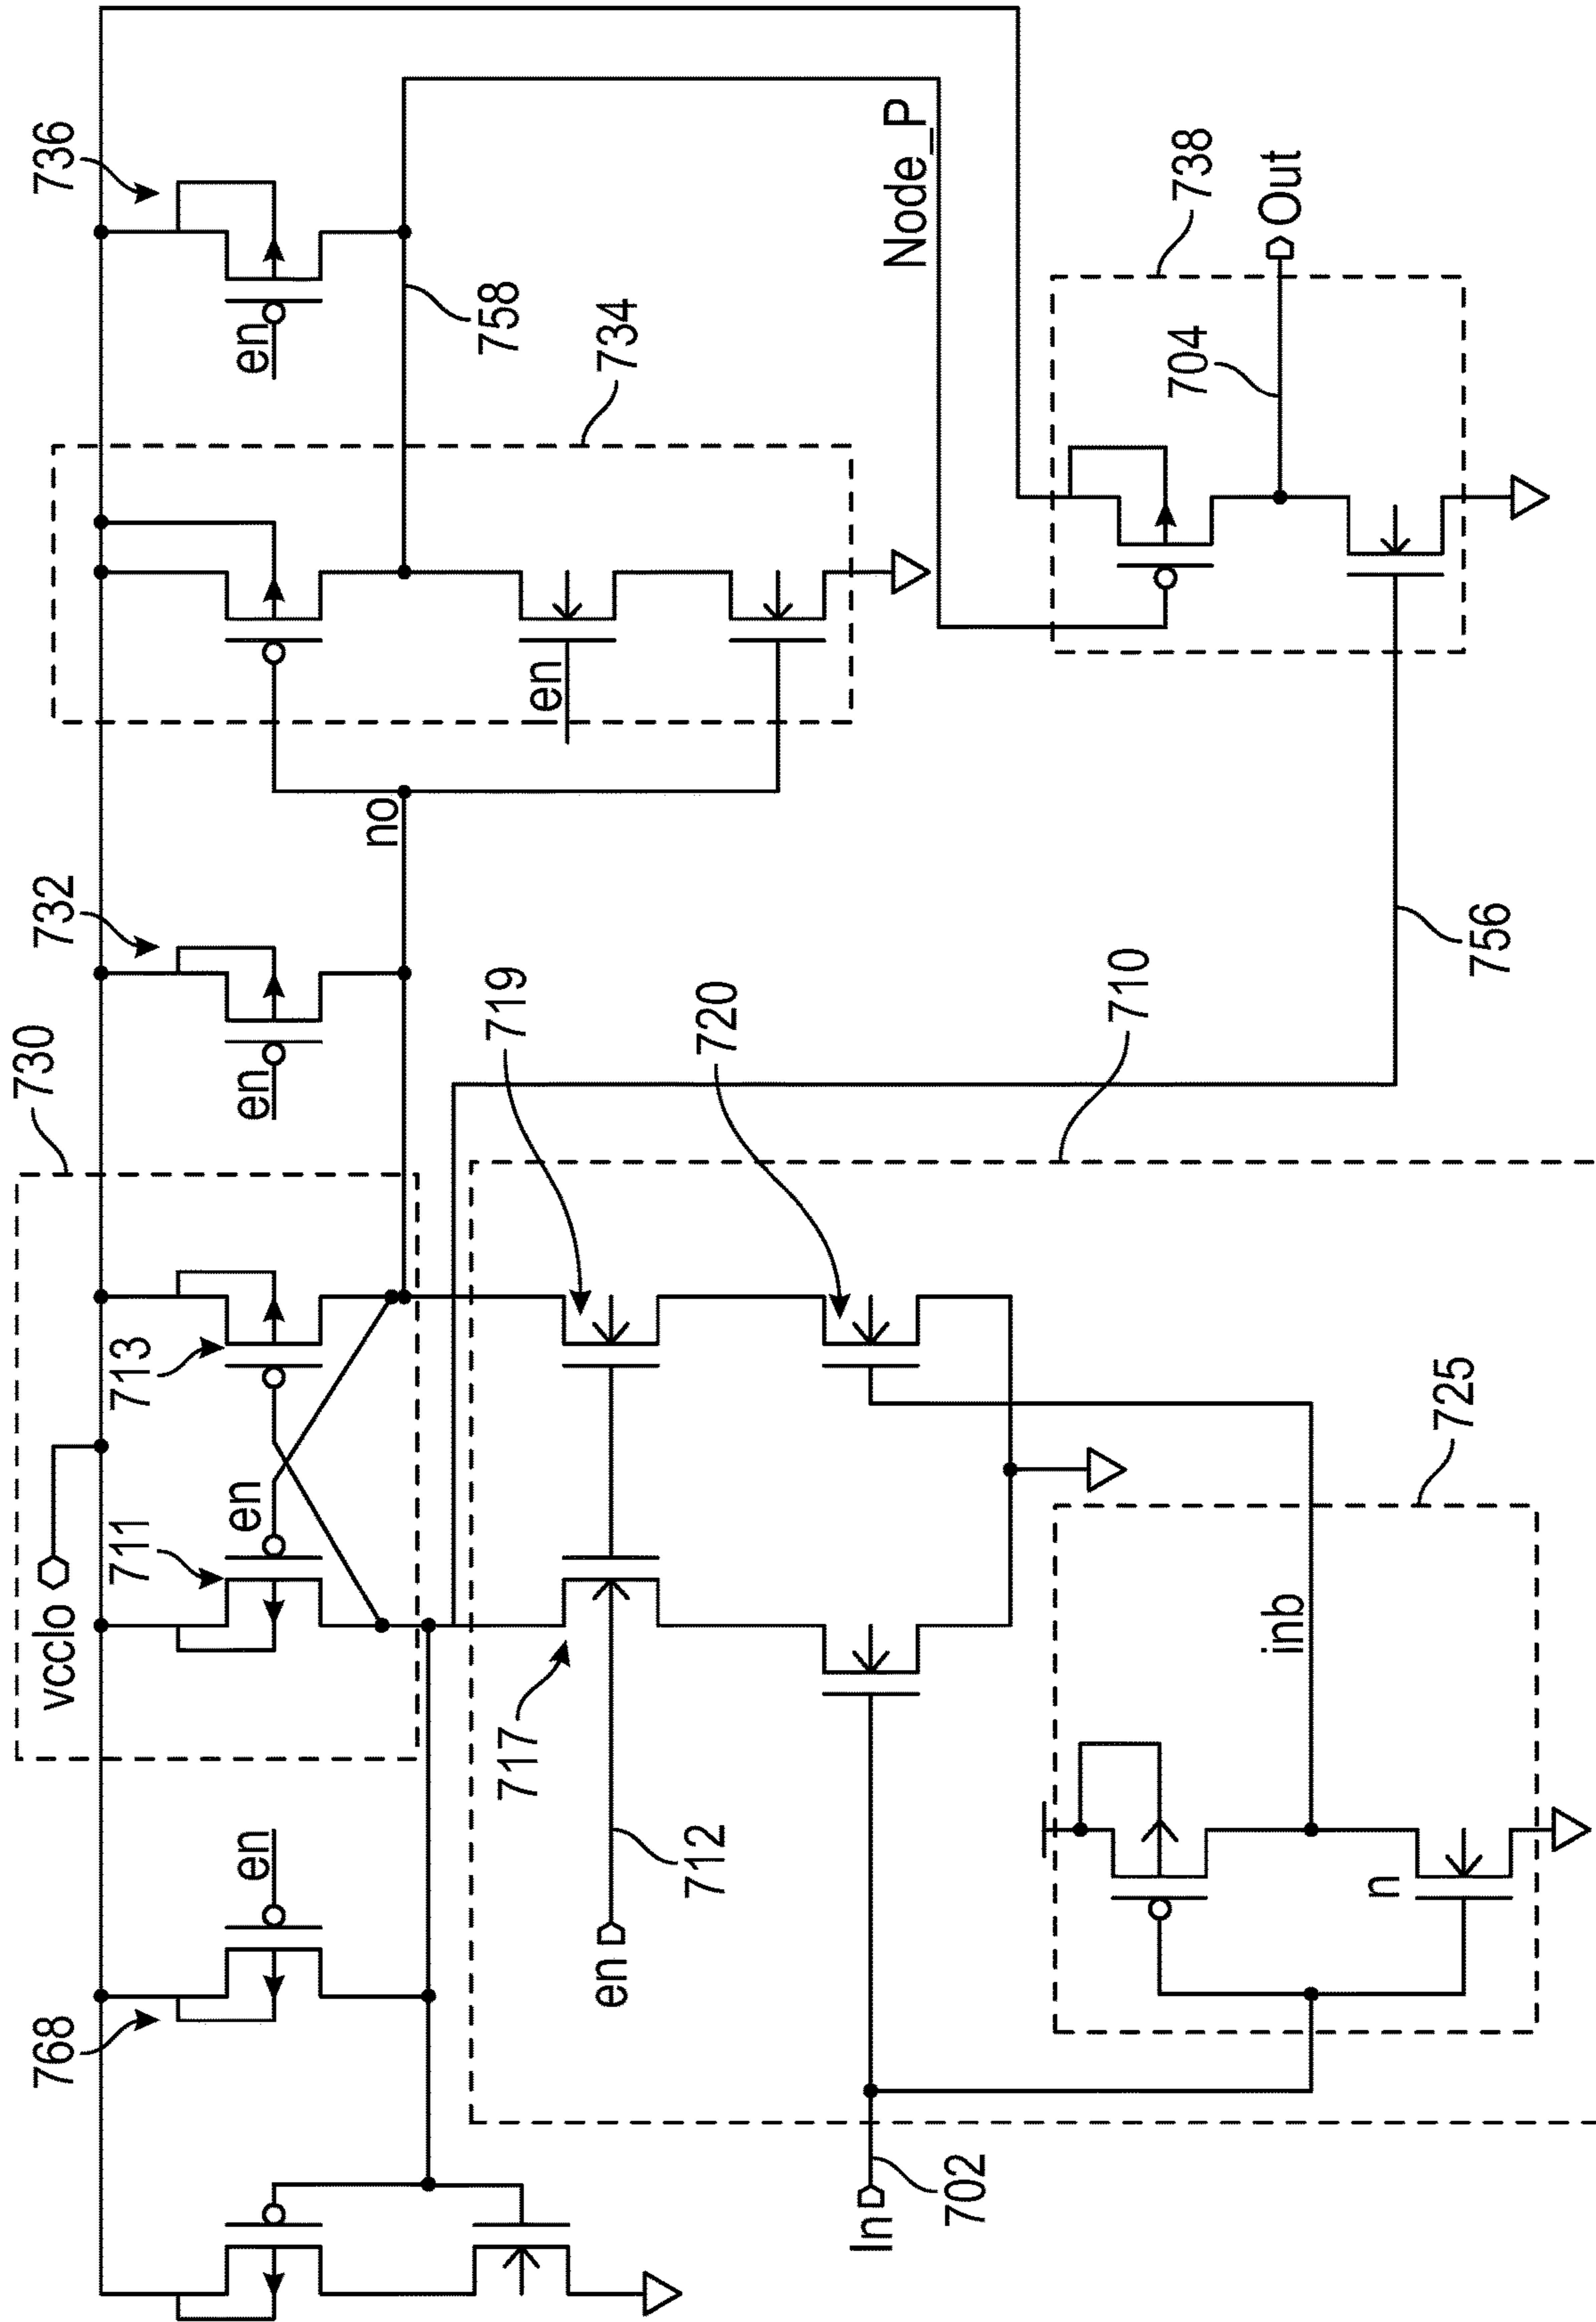 730
768
vcclo
732
736
711
713
en
en
en
en
no
758
717
719
en
en
734
712
720
In
Node_P
702
710
704
738
inb
Out
n
725
756